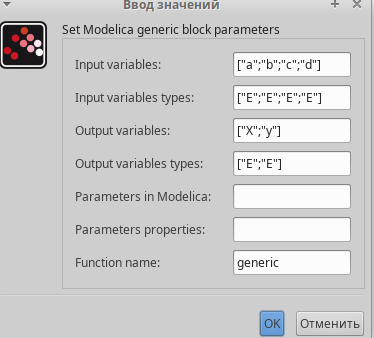 Ввод значений
Set Modelica generic block parameters
Input variables: ["a";"b";"c";"d"]
Input variables types: ["E";"E";"E";"E"]
Output variables: ["X";"y"]
Output variables types: ["E";"E"]
Parameters in Modelica:
Parameters properties:
Function name: generic
OK Отменить